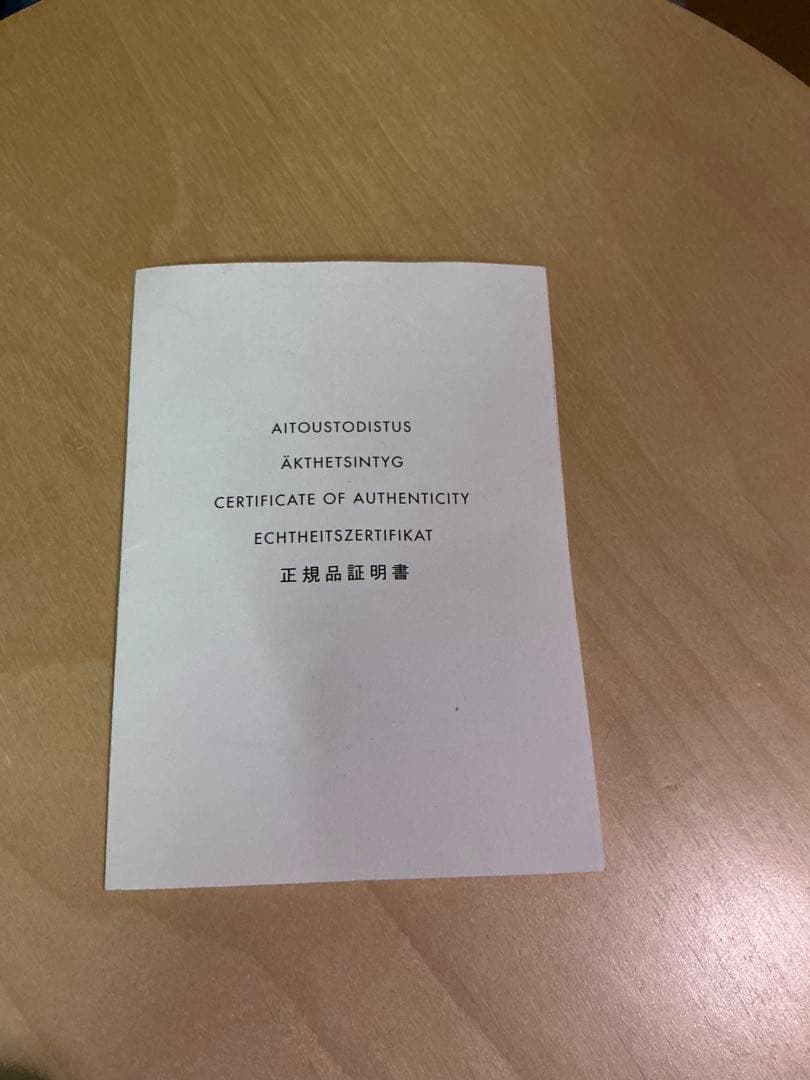 AITOUSTODISTUS
ÄKTHETSINTYG
CERTIFICATE OF AUTHENTICITY
ECHTHEITSZERTIFIKAT
正規品証明書